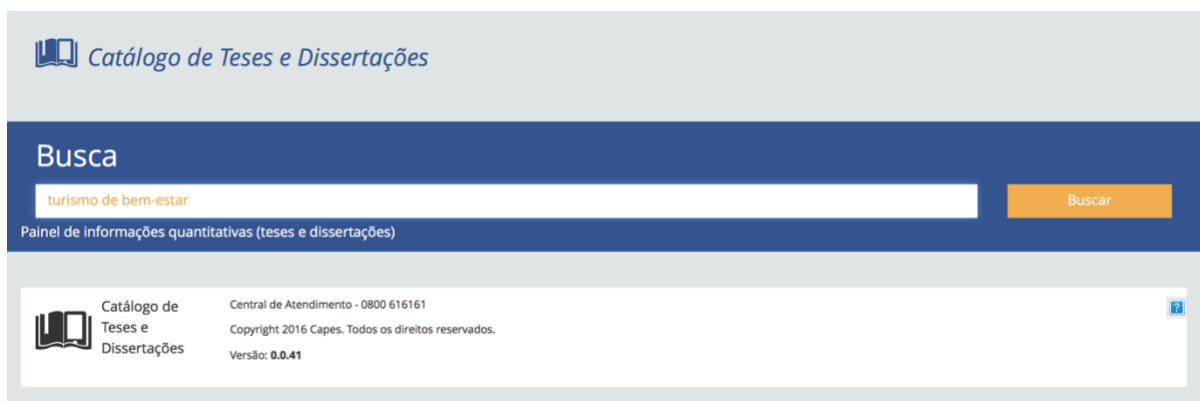 Catálogo de Teses e Dissertações
Busca
turismo de bem-estar
Buscar
Painel de informações quantitativas (teses e dissertações)
Catálogo de
Teses e
Dissertações
Central de Atendimento - 0800 616161
Copyright 2016 Capes. Todos os direitos reservados.
Versão: 0.0.41
?